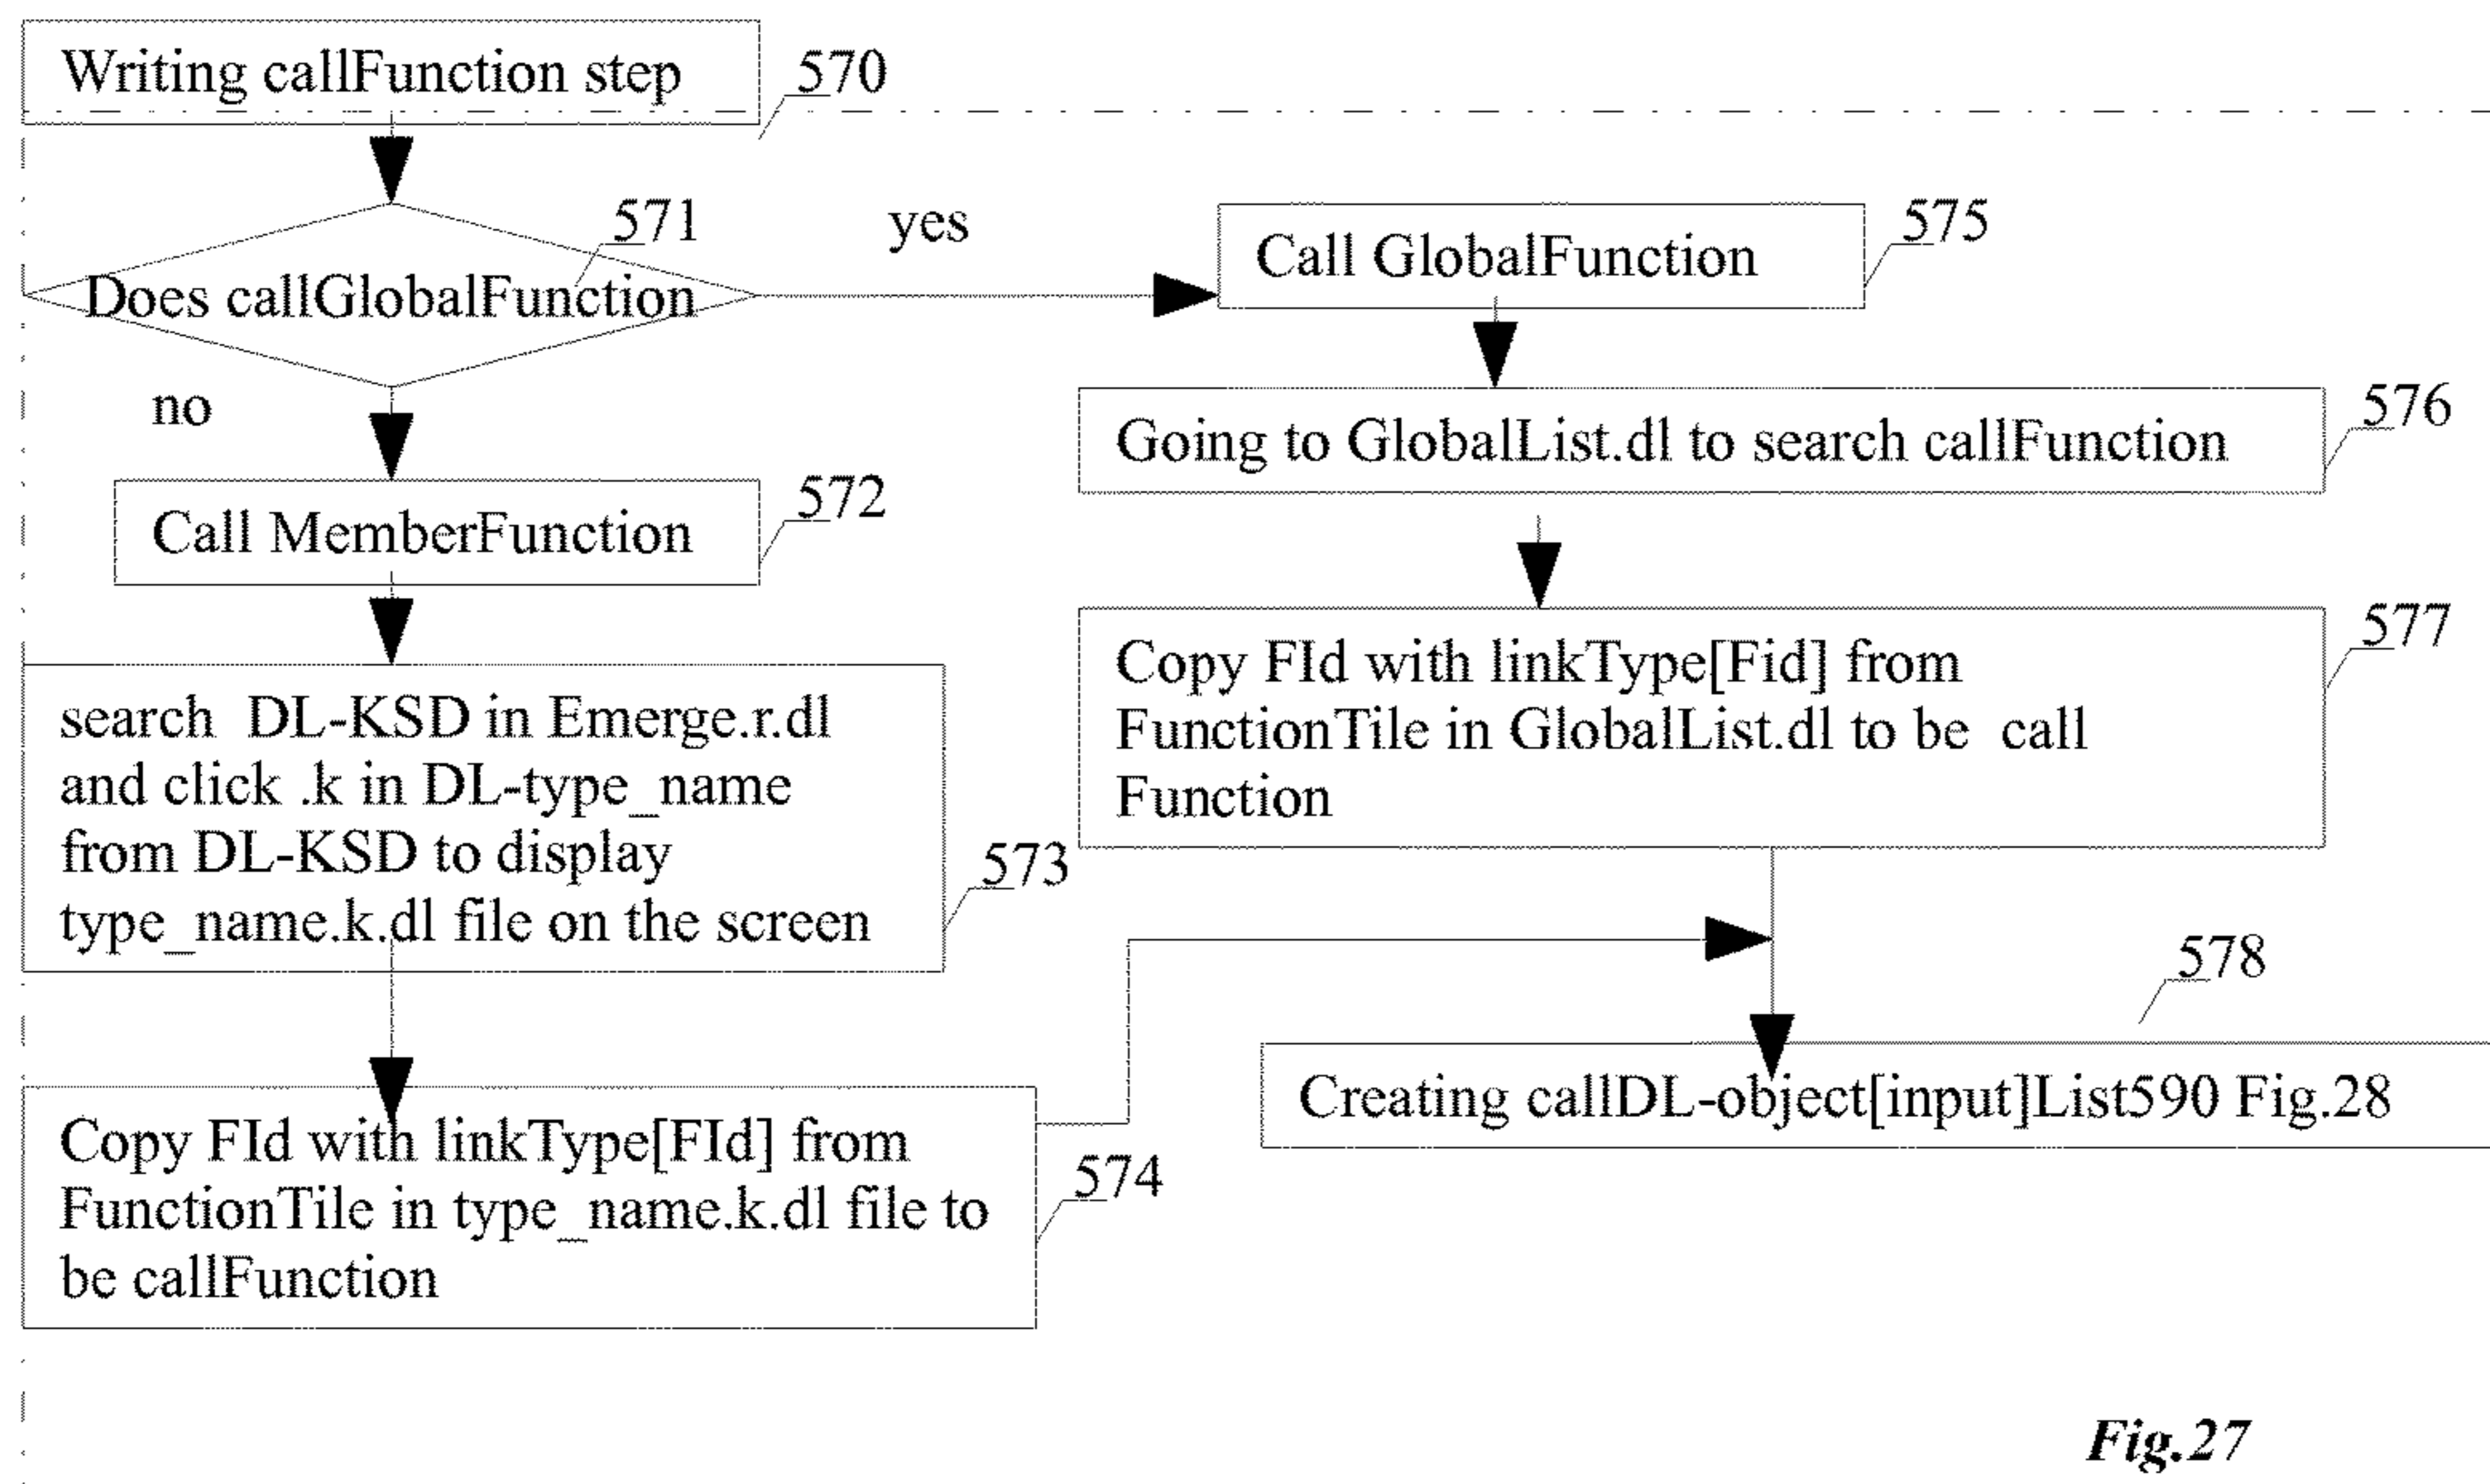 Writing callFunction step
570
571
Does callGlobalFunction
yes
no
Call GlobalFunction
575
Going to GlobalList.dl to search callFunction
576
Call MemberFunction
572
Copy FId with linkType[Fid] from
FunctionTile in GlobalList.dl to be  call
Function
577
search  DL-KSD in Emerge.r.dl
and click .k in DL-type_name
from DL-KSD to display
type_name.k.dl file on the screen
573
578
Creating callDL-object[input]List590 Fig.28
Copy FId with linkType[FId] from
FunctionTile in type_name.k.dl file to
be callFunction
574
Fig.27